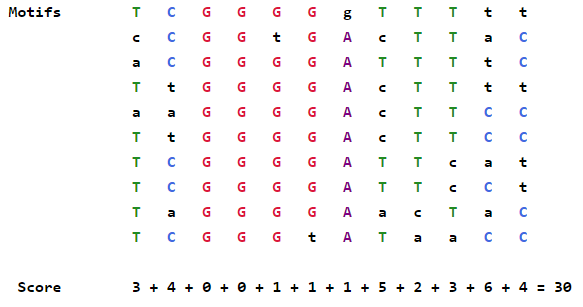 Motifs T C G G G G g T T T t t
c C G G t G A c T T a C
a C G G G G A T T T t C
T t G G G G A c T T t t
a a G G G G A c T T C C
T t G G G G A c T T C C
T C G G G G A T T c a t
T C G G G G A T T c C t
T a G G G G A a c T a C
T C G G G t A T a a C C
Score 3 + 4 + 0 + 0 + 1 + 1 + 1 + 5 + 2 + 3 + 6 + 4 = 30